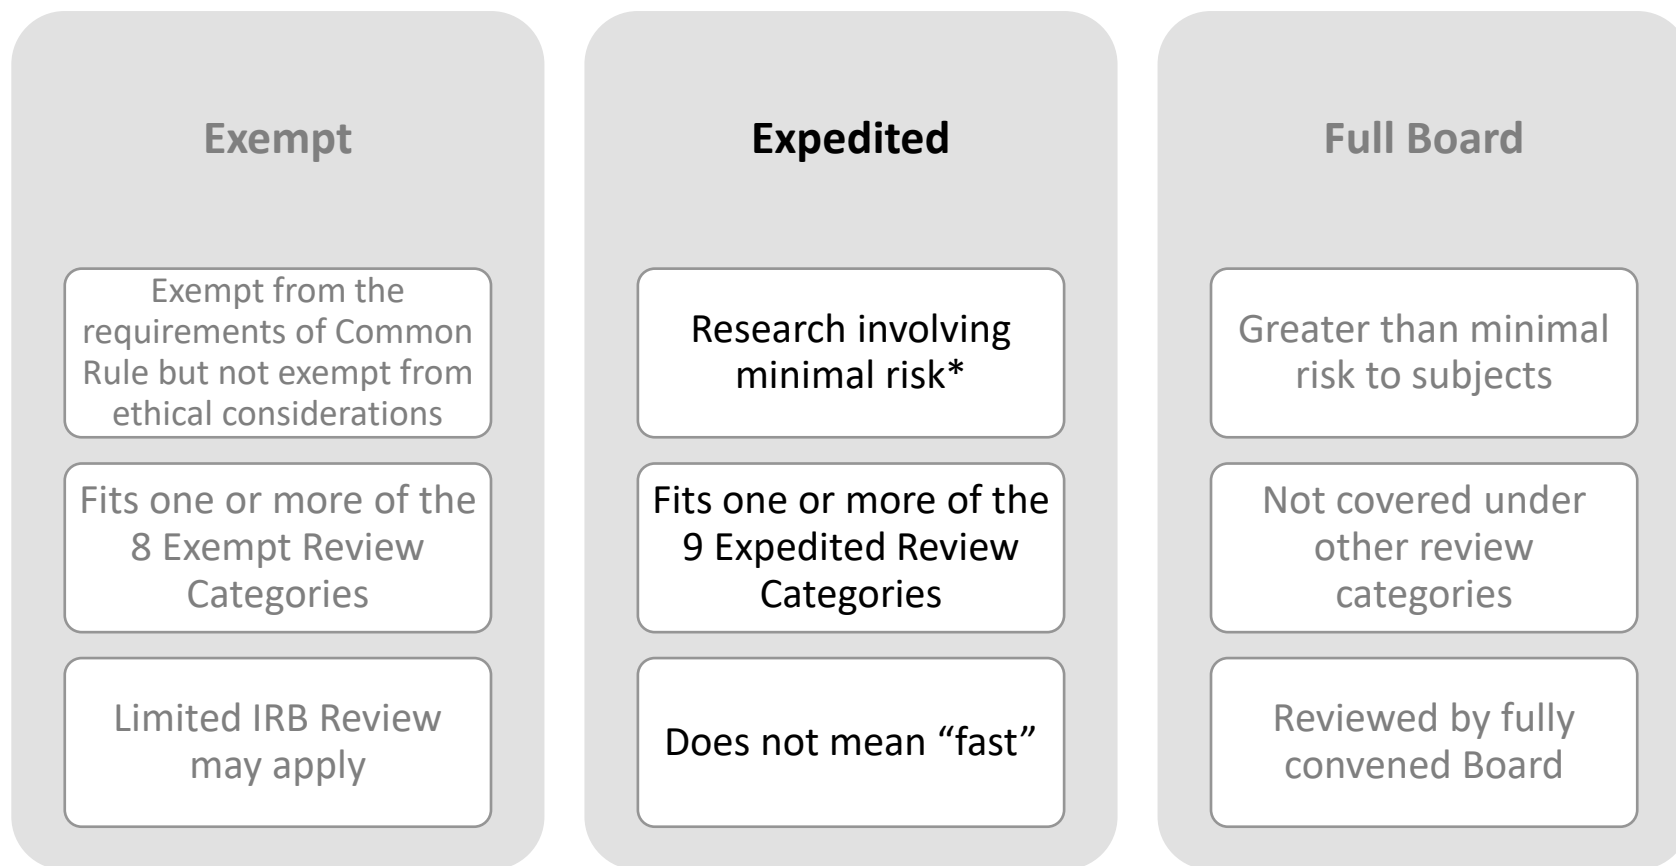 Exempt
Exempt from the
requirements of Common
Rule but not exempt from
ethical considerations
Fits one or more of the
8 Exempt Review
Categories
Limited IRB Review
may apply
Expedited
Research involving
minimal risk*
Fits one or more of the
9 Expedited Review
Categories
Does not mean “fast”
Full Board
Greater than minimal
risk to subjects
Not covered under
other review
categories
Reviewed by fully
convened Board